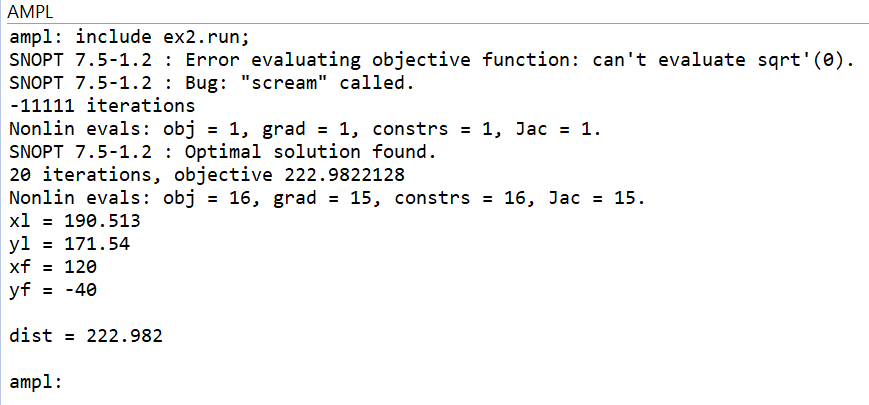 AMPL
ampl: include ex2.run;
SNOPT 7.5-1.2 : Error evaluating objective function: can't evaluate sqrt'(0).
SNOPT 7.5-1.2 : Bug: "scream" called.
-11111 iterations
Nonlin evals: obj = 1, grad = 1, constrs = 1, Jac = 1.
SNOPT 7.5-1.2 : Optimal solution found.
20 iterations, objective 222.9822128
Nonlin evals: obj = 16, grad = 15, constrs = 16, Jac = 15.
xl = 190.513
yl = 171.54
xf = 120
yf = -40
dist = 222.982
ampl: